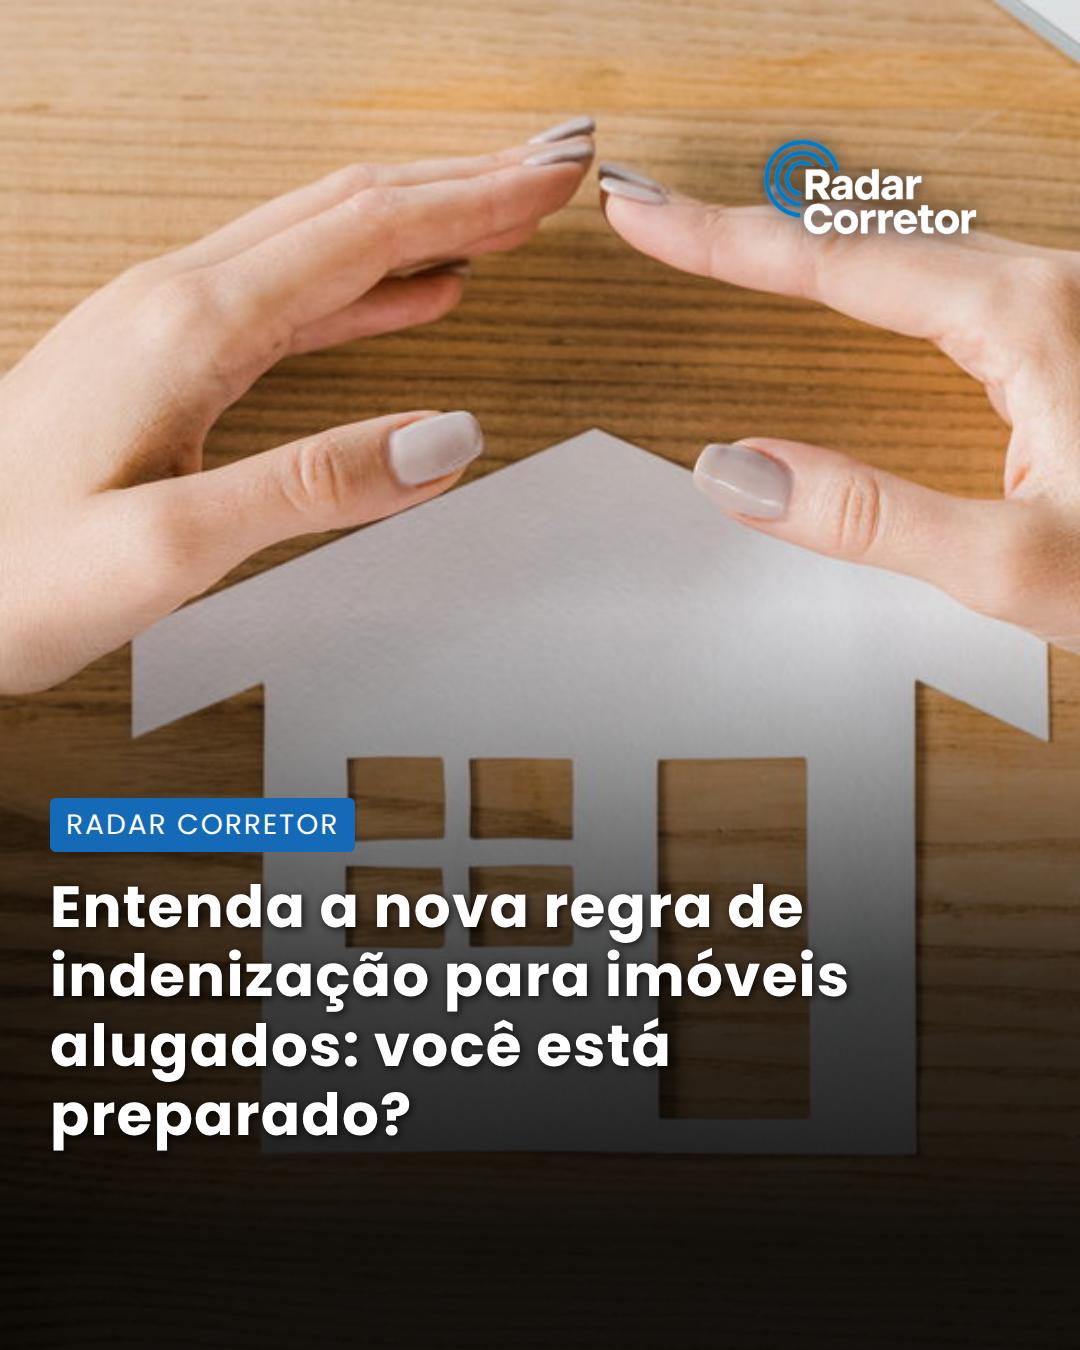 Radar
Corretor
RADAR CORRETOR
Entenda a nova regra de
indenização para imóveis
alugados: você está
preparado?